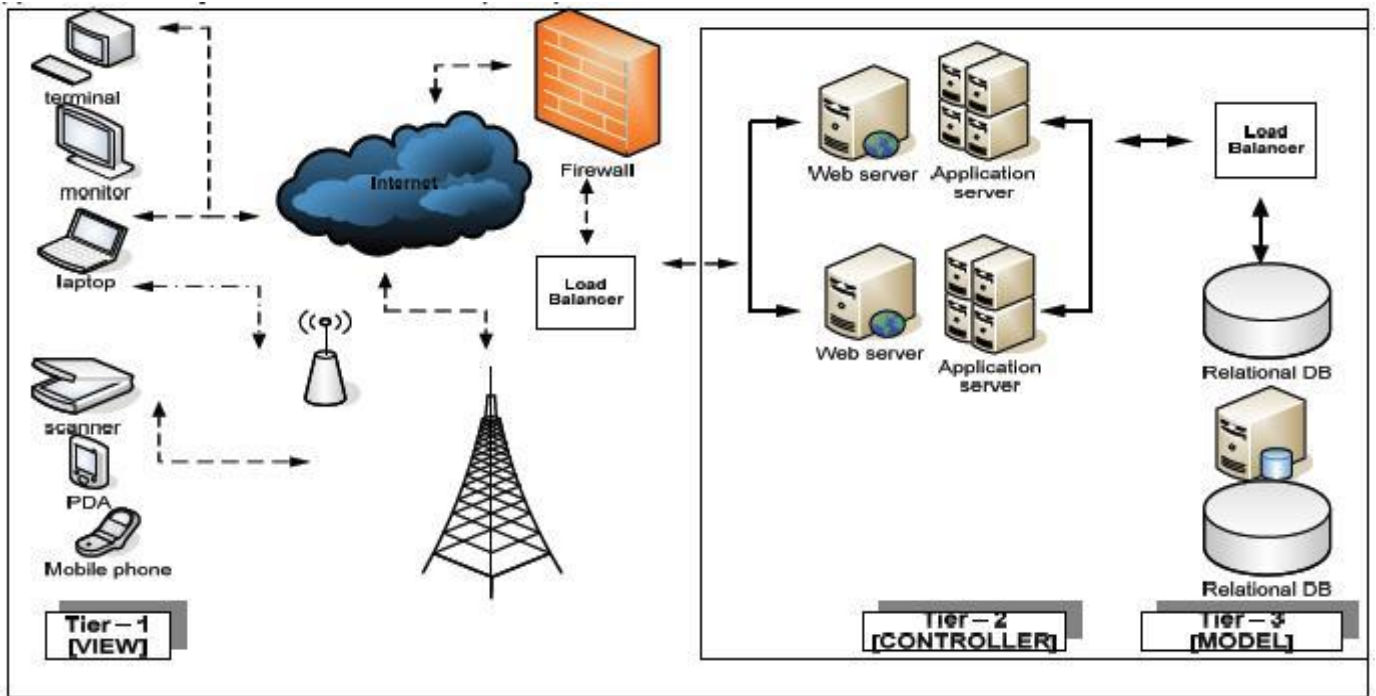 terminal
monitor
laptop
scanner
PDA
Mobile phone
Tier – 1
[VIEW]
Internet
Firewall
Load
Balancer
Web server
Application
server
Web server
Application
server
Tier – 2
[CONTROLLER]
Load
Balancer
Relational DB
Relational DB
Tier – 3
[MODEL]